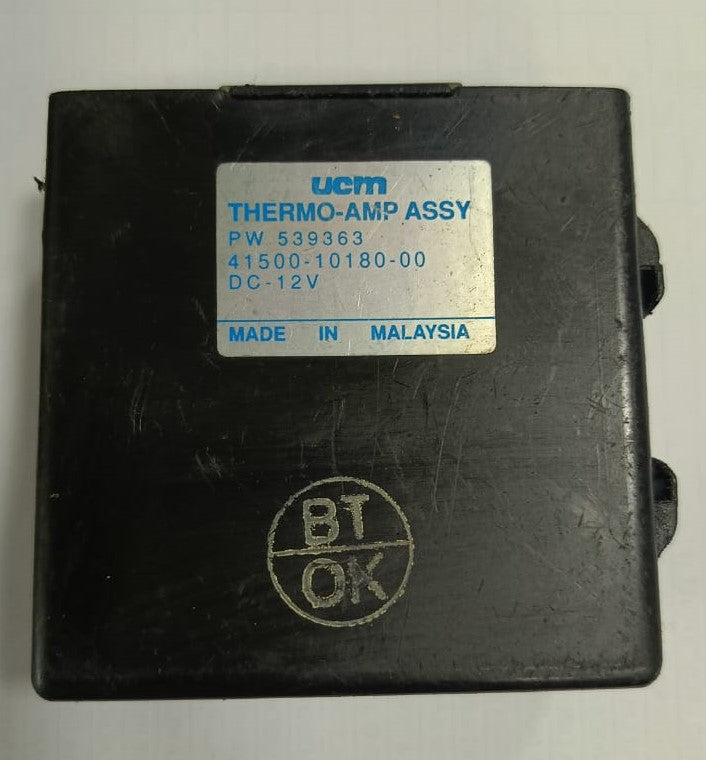 ucm
THERMO-AMP ASSY
PW 539363
41500-10180-00
DC-12V
MADE IN MALAYSIA
BT
OK